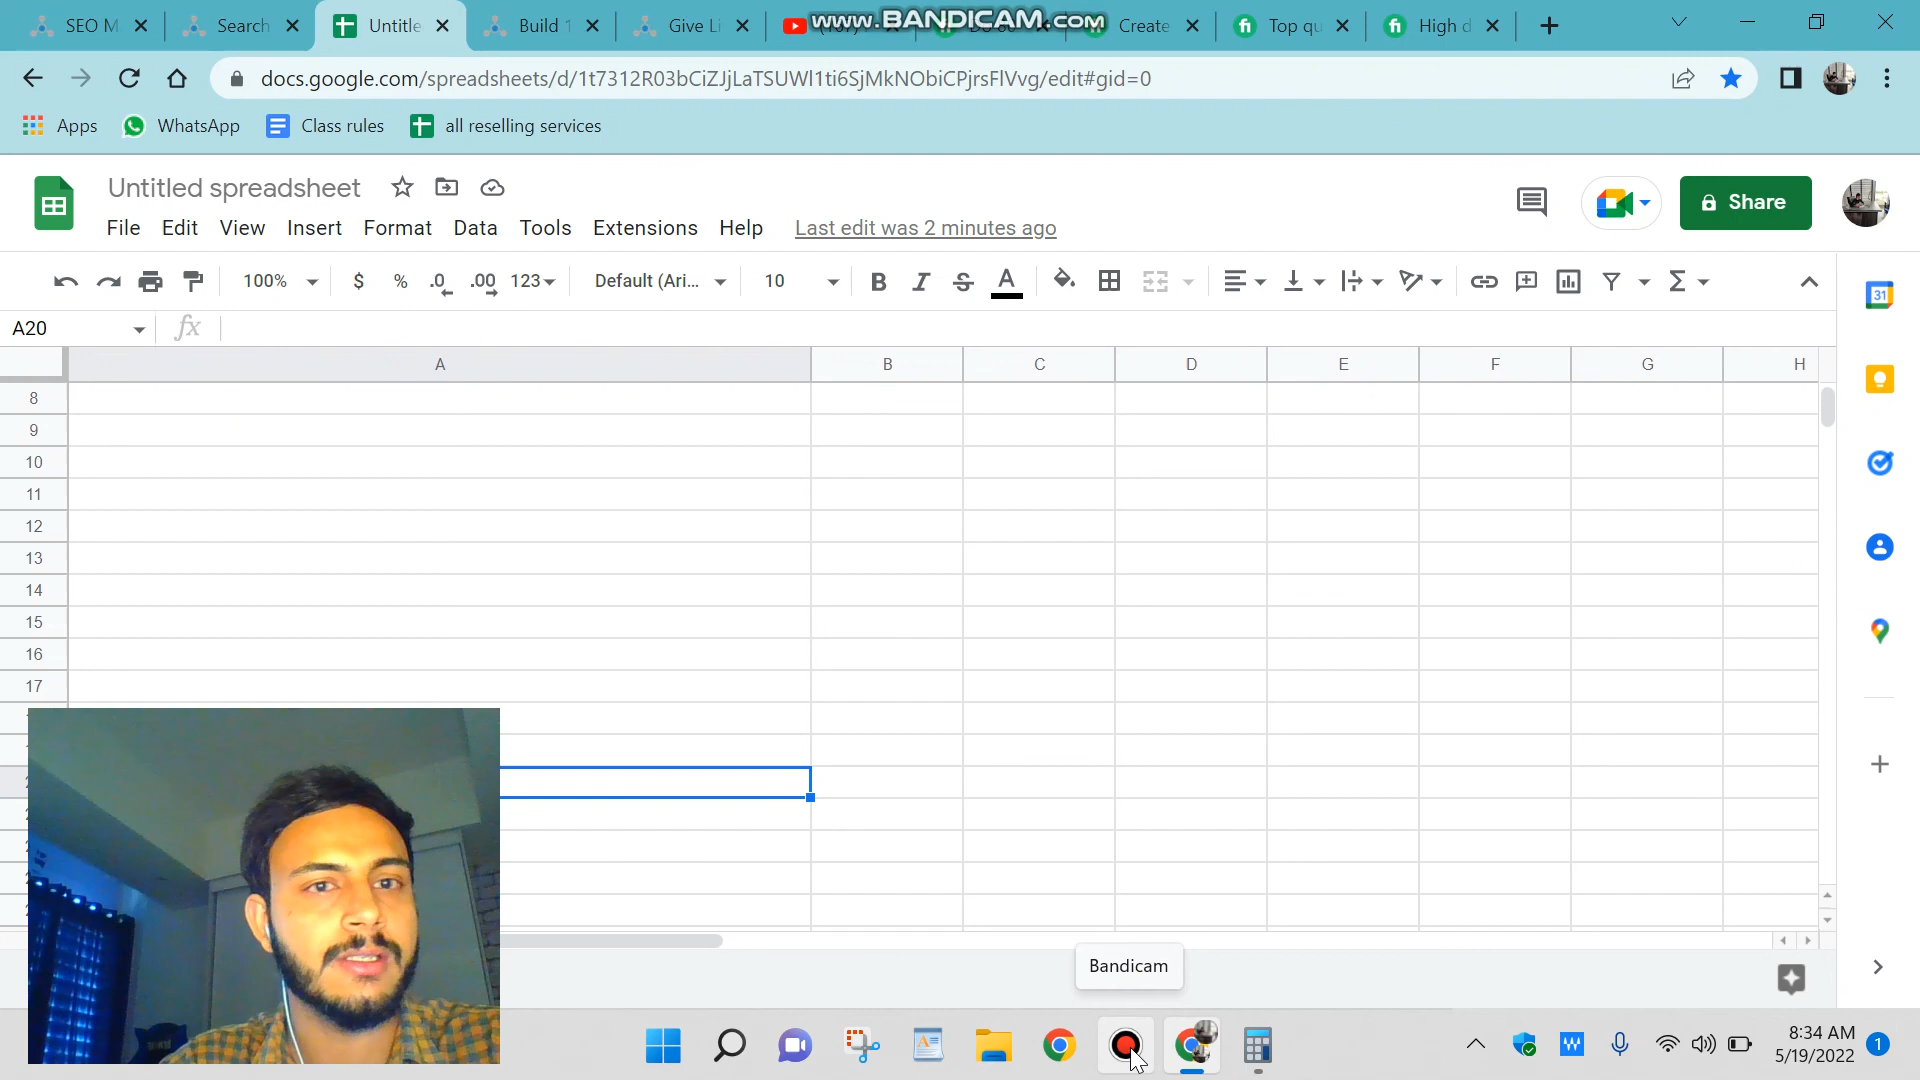 SEO M
Search
Untitle
Build 1
Give Li
www.BANDICAM.com
Create
Top qu
High d
docs.google.com/spreadsheets/d/1t7312R03bCiZJjLaTSUWl1ti6SjMkNObiCPjrsFlVvg/edit#gid=0
Apps
WhatsApp
Class rules
all reselling services
Untitled spreadsheet
Share
File Edit View Insert Format Data Tools Extensions Help Last edit was 2 minutes ago
100% $ % .0 .00 123 Default (Ari... 10 B I S A
31
A20 fx
A B C D E F G H
8
9
10
11
12
13
14
15
16
17
Bandicam
8:34 AM
5/19/2022
1